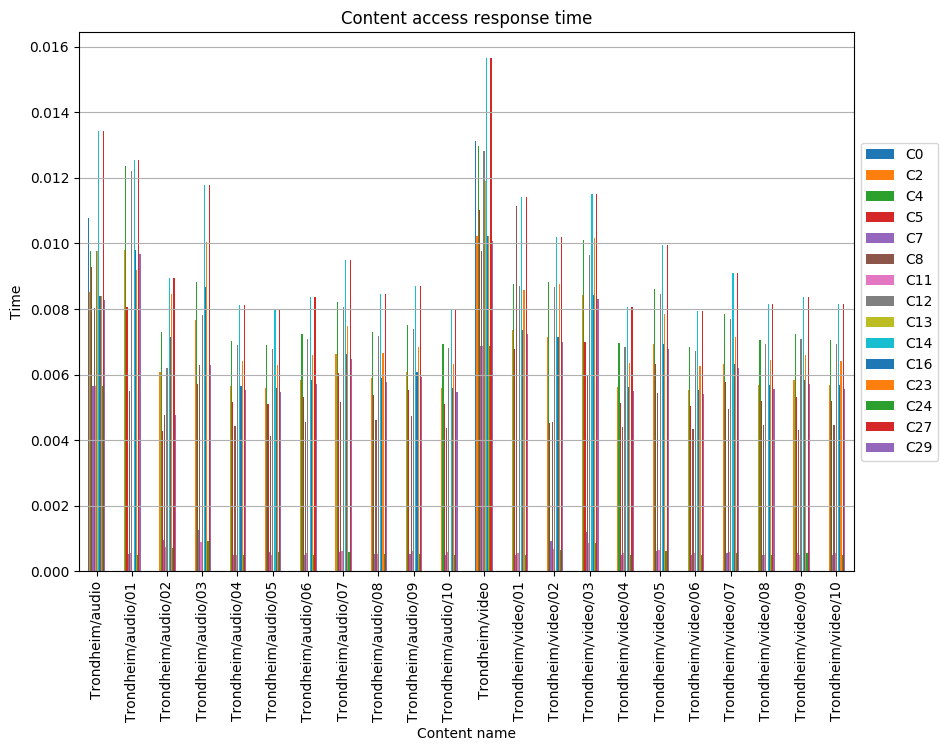 Content access response time
0.016
0.014
0.012
0.010
0.008
0.006
0.004
0.002
0.000
Time
Trondheim/audio
Trondheim/audio/01
Trondheim/audio/02
Trondheim/audio/03
Trondheim/audio/04
Trondheim/audio/05
Trondheim/audio/06
Trondheim/audio/07
Trondheim/audio/08
Trondheim/audio/09
Trondheim/audio/10
Trondheim/video
Trondheim/video/01
Trondheim/video/02
Trondheim/video/03
Trondheim/video/04
Trondheim/video/05
Trondheim/video/06
Trondheim/video/07
Trondheim/video/08
Trondheim/video/09
Trondheim/video/10
Content name
C0
C2
C4
C5
C7
C8
C11
C12
C13
C14
C16
C23
C24
C27
C29